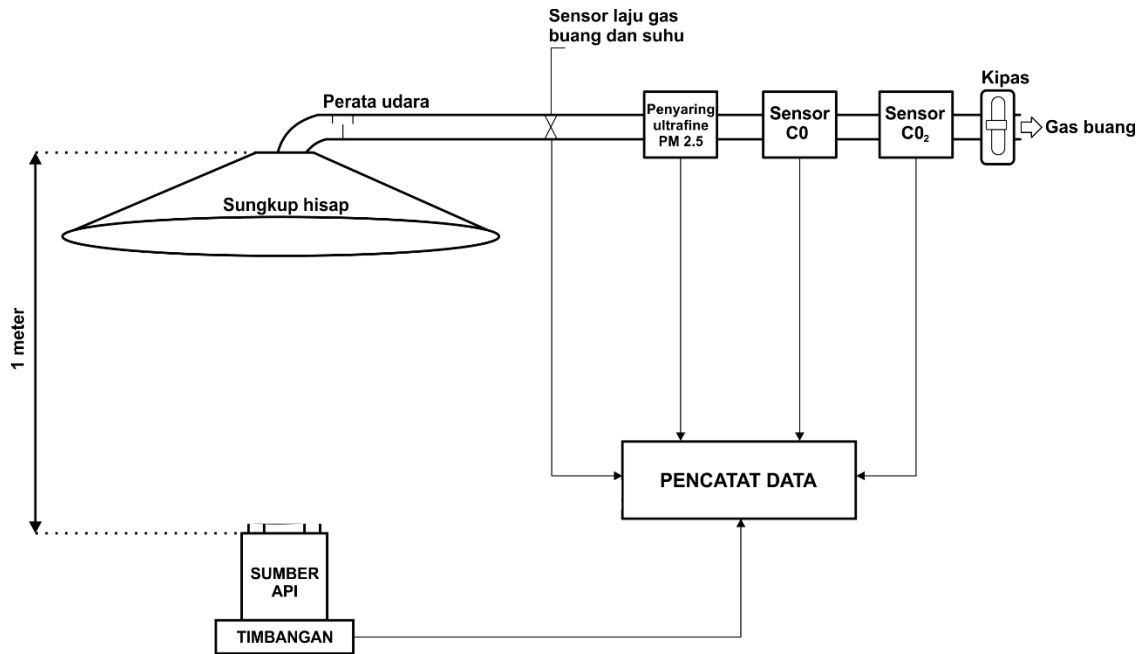 Sensor laju gas
buang dan suhu
Kipas
Perata udara
Penyaring
ultrafine
PM 2.5
Sensor
C0
Sensor
C0₂
Gas buang
Sungkup hisap
1 meter
PENCATAT DATA
SUMBER
API
TIMBANGAN